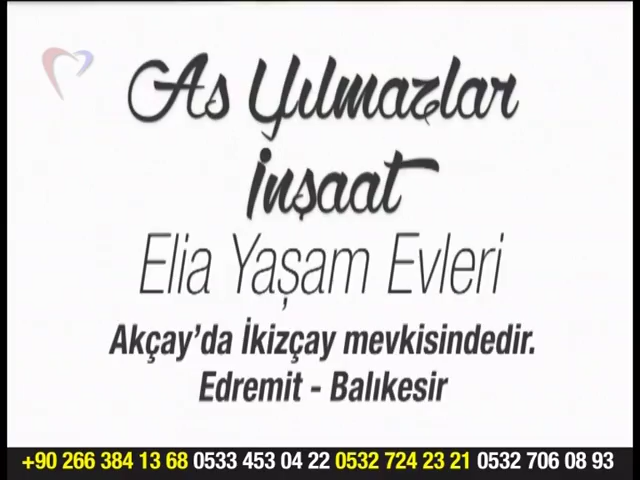 As Yılmazlar
İnşaat
Elia Yaşam Evleri
Akçay'da İkizçay mevkisindedir.
Edremit - Balıkesir
+90 266 384 13 68 0533 453 04 22 0532 724 23 21 0532 706 08 93